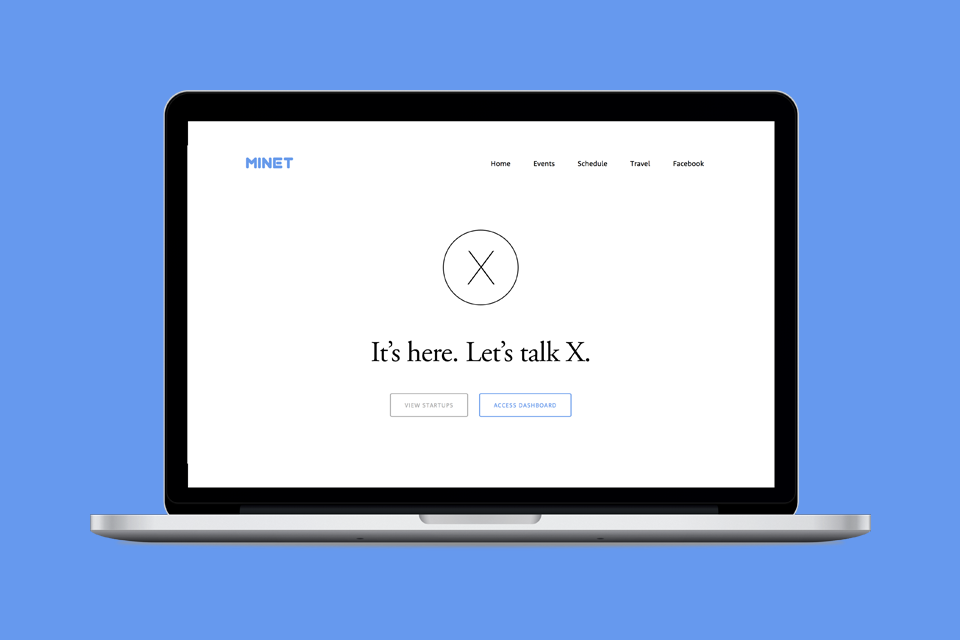 MINET
Home Events Schedule Travel Facebook
X
It’s here. Let’s talk X.
VIEW STARTUPS ACCESS DASHBOARD